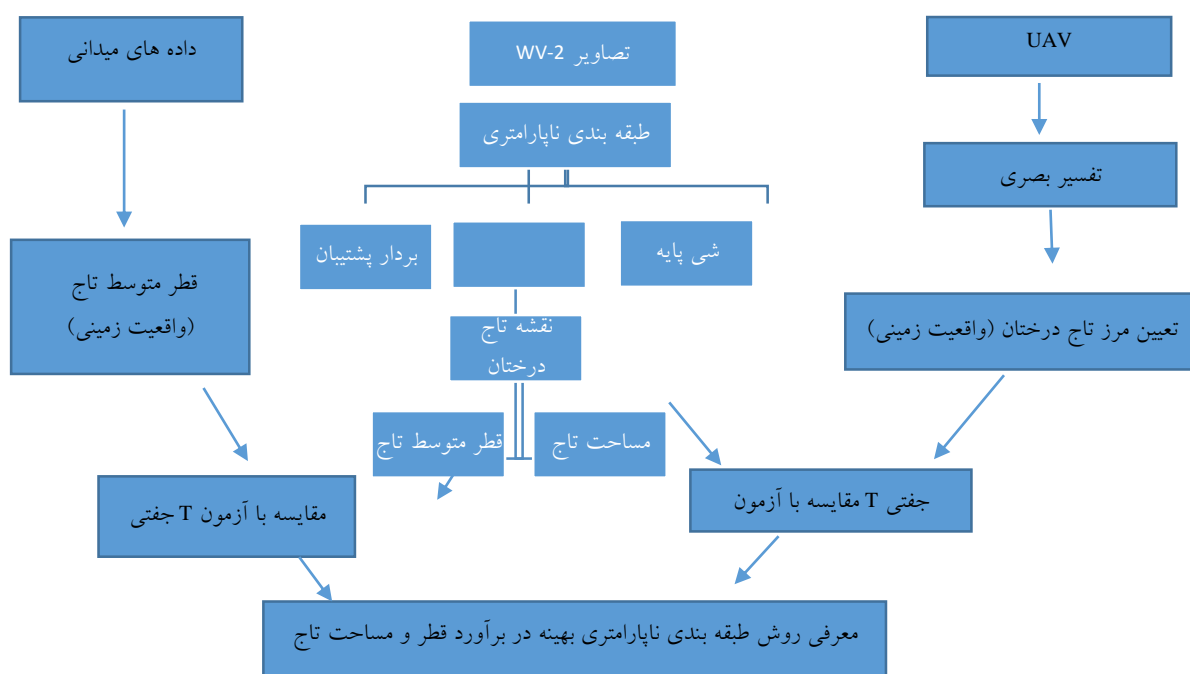 داده های میدانی
تصاویر WV-2
UAV
طبقه بندی ناپارامتری
تفسیر بصری
بردار پشتیبان
شی پایه
قطر متوسط تاج
(واقعیت زمینی)
نقشه تاج
درختان
تعیین مرز تاج درختان (واقعیت زمینی)
قطر متوسط تاج
مساحت تاج
مقایسه با آزمون T جفتی
جفتی T مقایسه با آزمون
معرفی روش طبقه بندی ناپارامتری بهینه در برآورد قطر و مساحت تاج